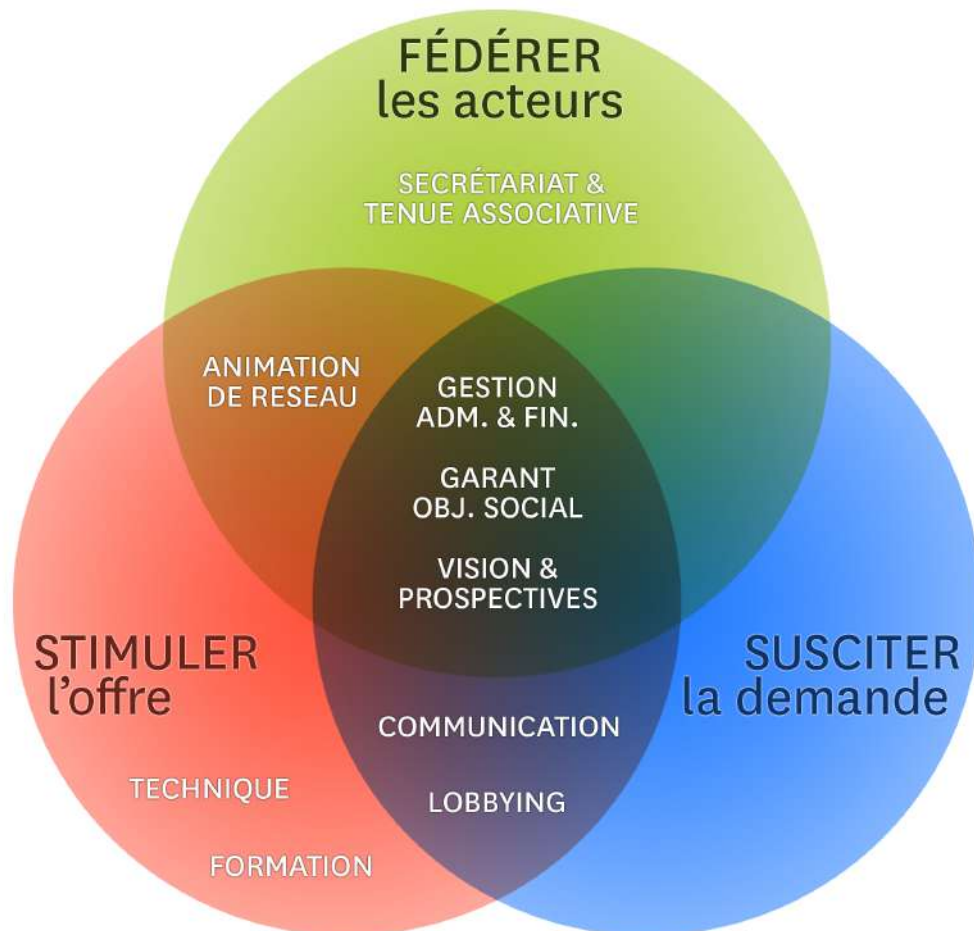 FÉDÉRER
les acteurs
SECRÉTARIAT &
TENUE ASSOCIATIVE
ANIMATION
DE RESEAU
GESTION
ADM. & FIN.
GARANT
OBJ. SOCIAL
VISION &
PROSPECTIVES
STIMULER
l’offre
SUSCITER
la demande
COMMUNICATION
LOBBYING
TECHNIQUE
FORMATION